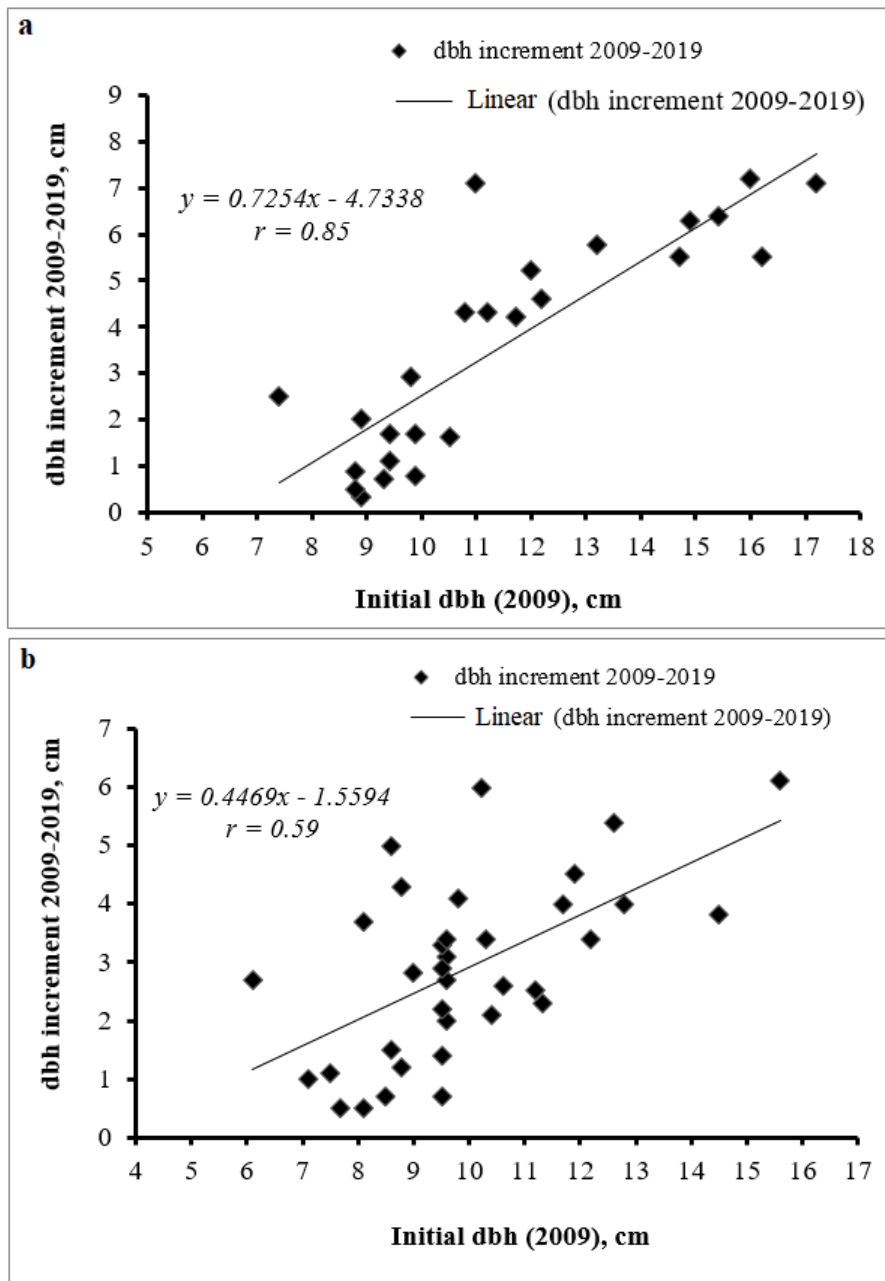 a
dbh increment 2009-2019
Linear (dbh increment 2009-2019)
y = 0.7254x - 4.7338
r = 0.85
dbh increment 2009-2019, cm
9
8
7
6
5
4
3
2
1
0
5 6 7 8 9 10 11 12 13 14 15 16 17 18
Initial dbh (2009), cm
b
dbh increment 2009-2019
Linear (dbh increment 2009-2019)
y = 0.4469x - 1.5594
r = 0.59
dbh increment 2009-2019, cm
7
6
5
4
3
2
1
0
4 5 6 7 8 9 10 11 12 13 14 15 16 17
Initial dbh (2009), cm